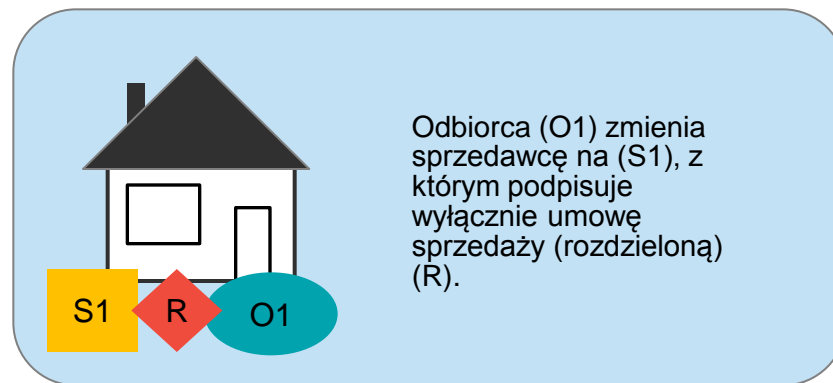 Odbiorca (O1) zmienia
sprzedawcę na (S1), z
którym podpisuje
wyłącznie umowę
sprzedaży (rozdzieloną)
(R).
S1
R
O1